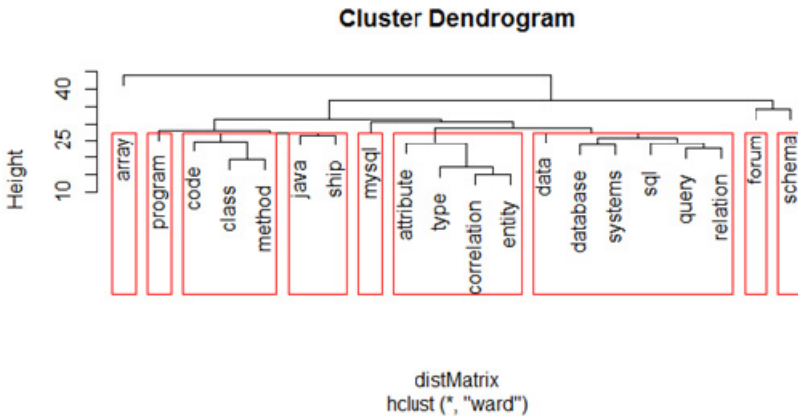 Cluster Dendrogram
Height
40
25
10
array
program
code
class
method
java
ship
mysql
attribute
type
correlation
entity
data
database
systems
sql
query
relation
forum
schema
distMatrix
hclust (*, "ward")